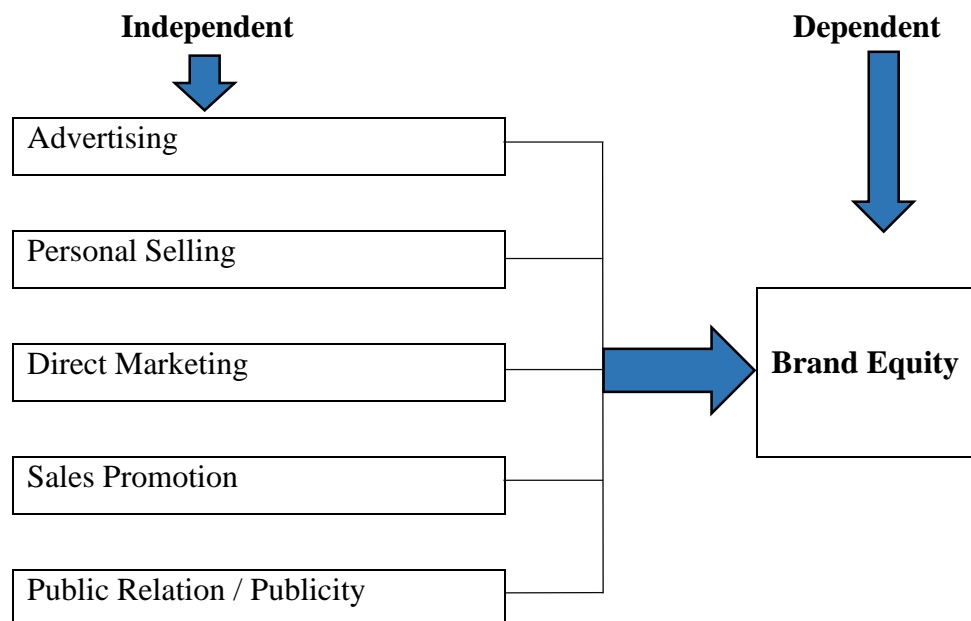 Independent
Dependent
Advertising
Personal Selling
Direct Marketing
Brand Equity
Sales Promotion
Public Relation / Publicity